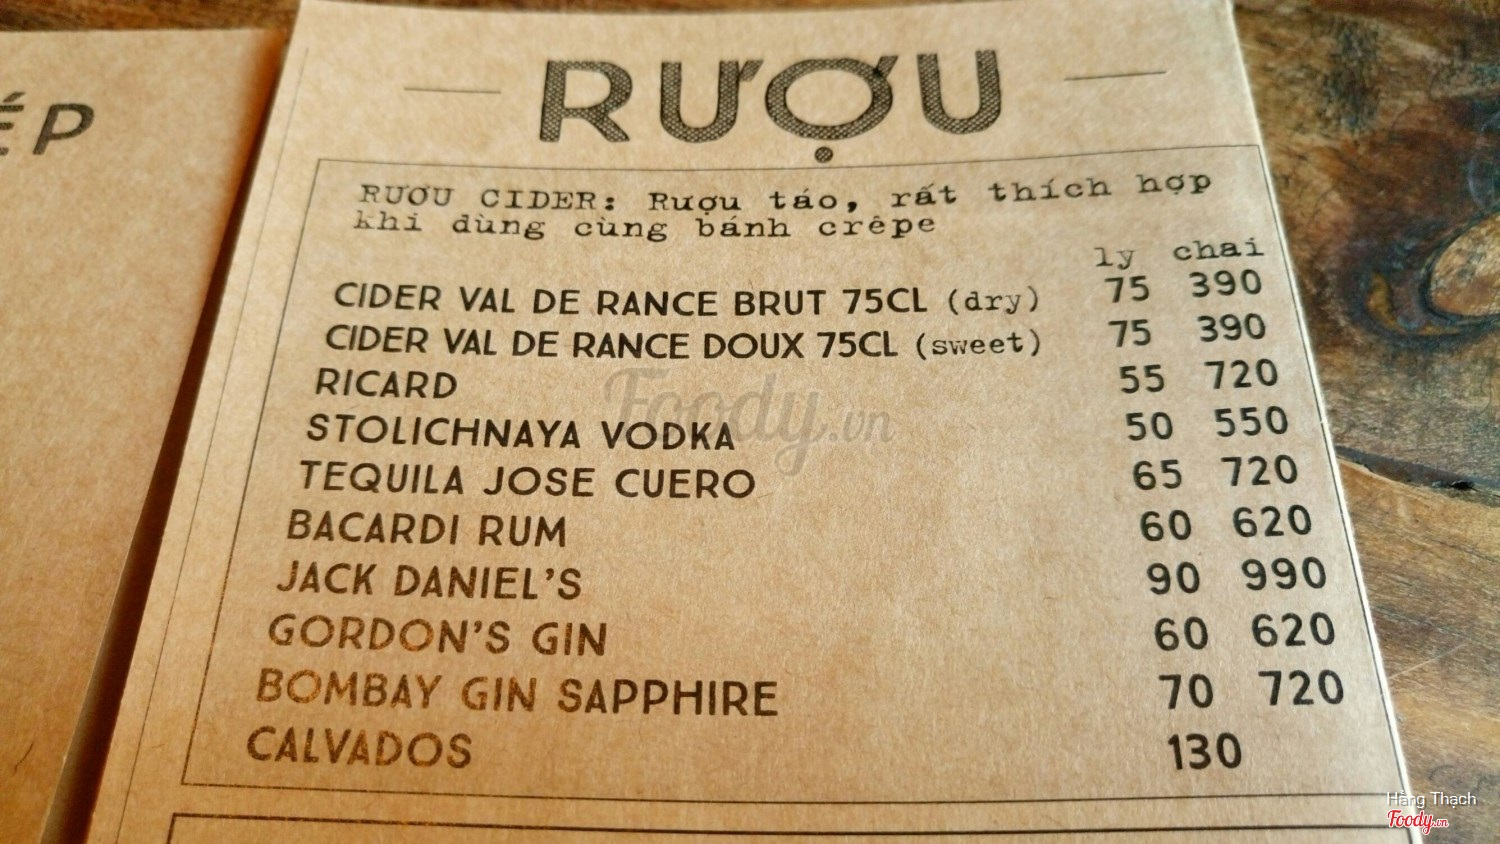 ÉP
RƯỢU
RƯỢU CIDER: Rượu táo, rất thích hợp
khi dùng cùng bánh crêpe
ly chai
CIDER VAL DE RANCE BRUT 75CL (dry) 75 390
CIDER VAL DE RANCE DOUX 75CL (sweet) 75 390
RICARD 55 720
STOLICHNAYA VODKA 50 550
TEQUILA JOSE CUERO 65 720
BACARDI RUM 60 620
JACK DANIEL'S 90 990
GORDON'S GIN 60 620
BOMBAY GIN SAPPHIRE 70 720
CALVADOS 130
Foody.vn
Hằng Thạch
Foody.vn